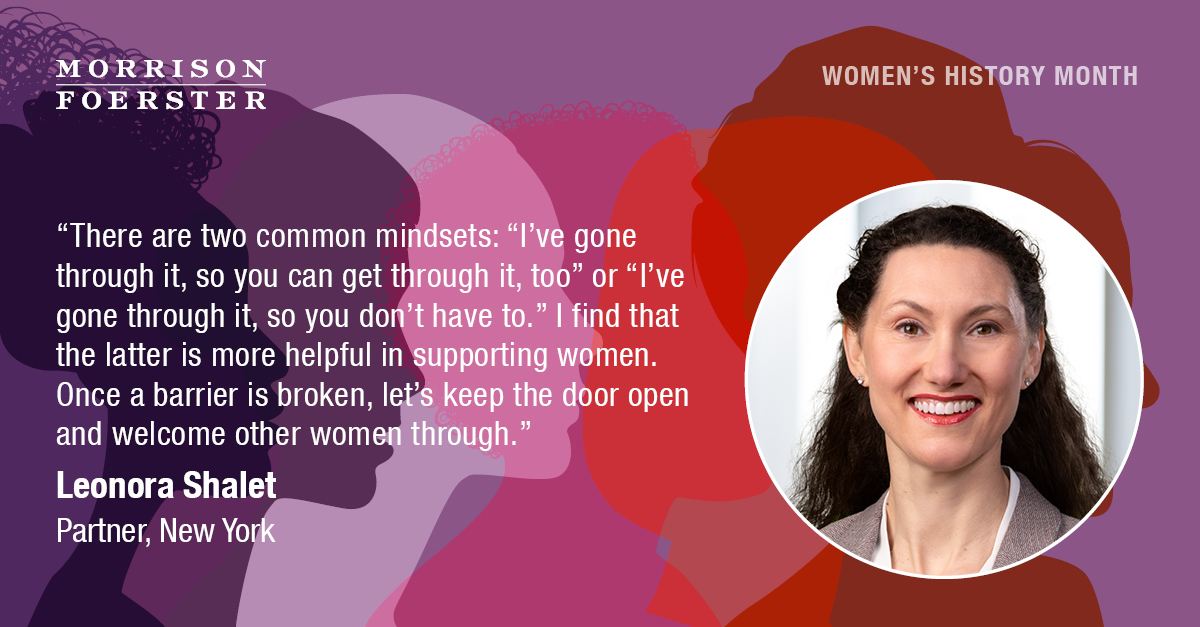 MORRISON
FOERSTER
WOMEN’S HISTORY MONTH
“There are two common mindsets: “I’ve gone
through it, so you can get through it, too” or “I’ve
gone through it, so you don’t have to.” I find that
the latter is more helpful in supporting women.
Once a barrier is broken, let’s keep the door open
and welcome other women through.”
Leonora Shalet
Partner, New York